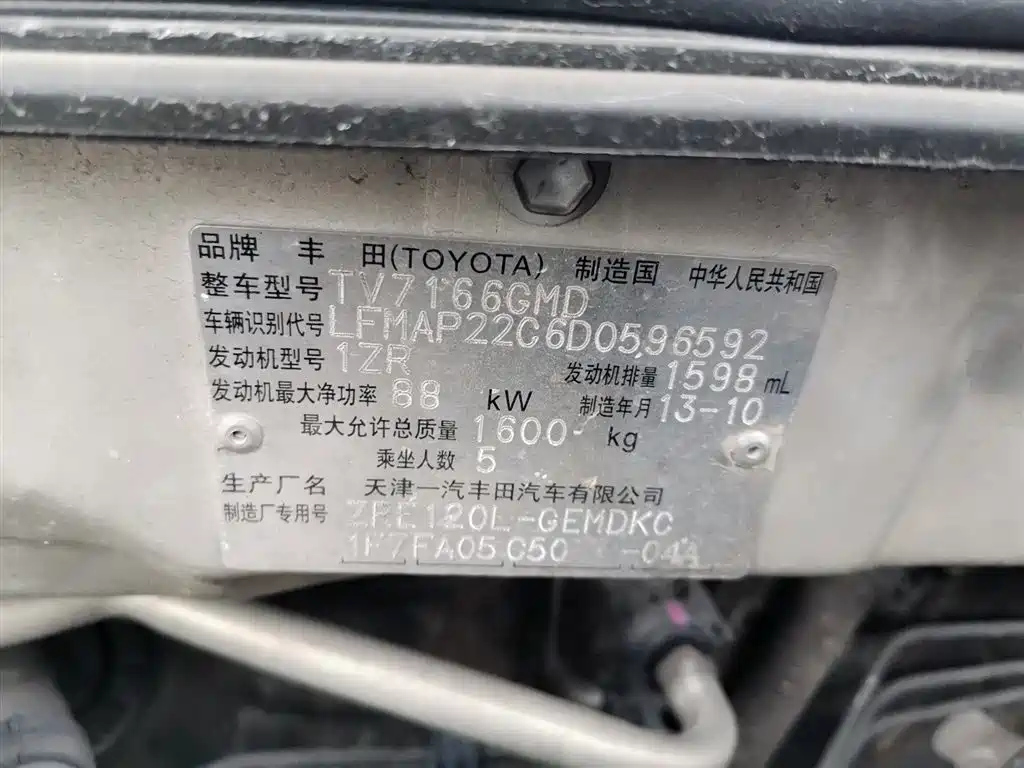 品牌 丰 田(TOYOTA) 制造国 中华人民共和国
整车型号 TV7166GMD
车辆识别代号 LFMAP22C6D0596592
发动机型号 1ZR 发动机排量 1598 mL
发动机最大净功率 88 kW 制造年月 13-10
最大允许总质量 1600 kg
乘坐人数 5
生产厂名 天津一汽丰田汽车有限公司
制造厂专用号 ZRE120L-GEMDKC
1F7FA05 C50 -04A